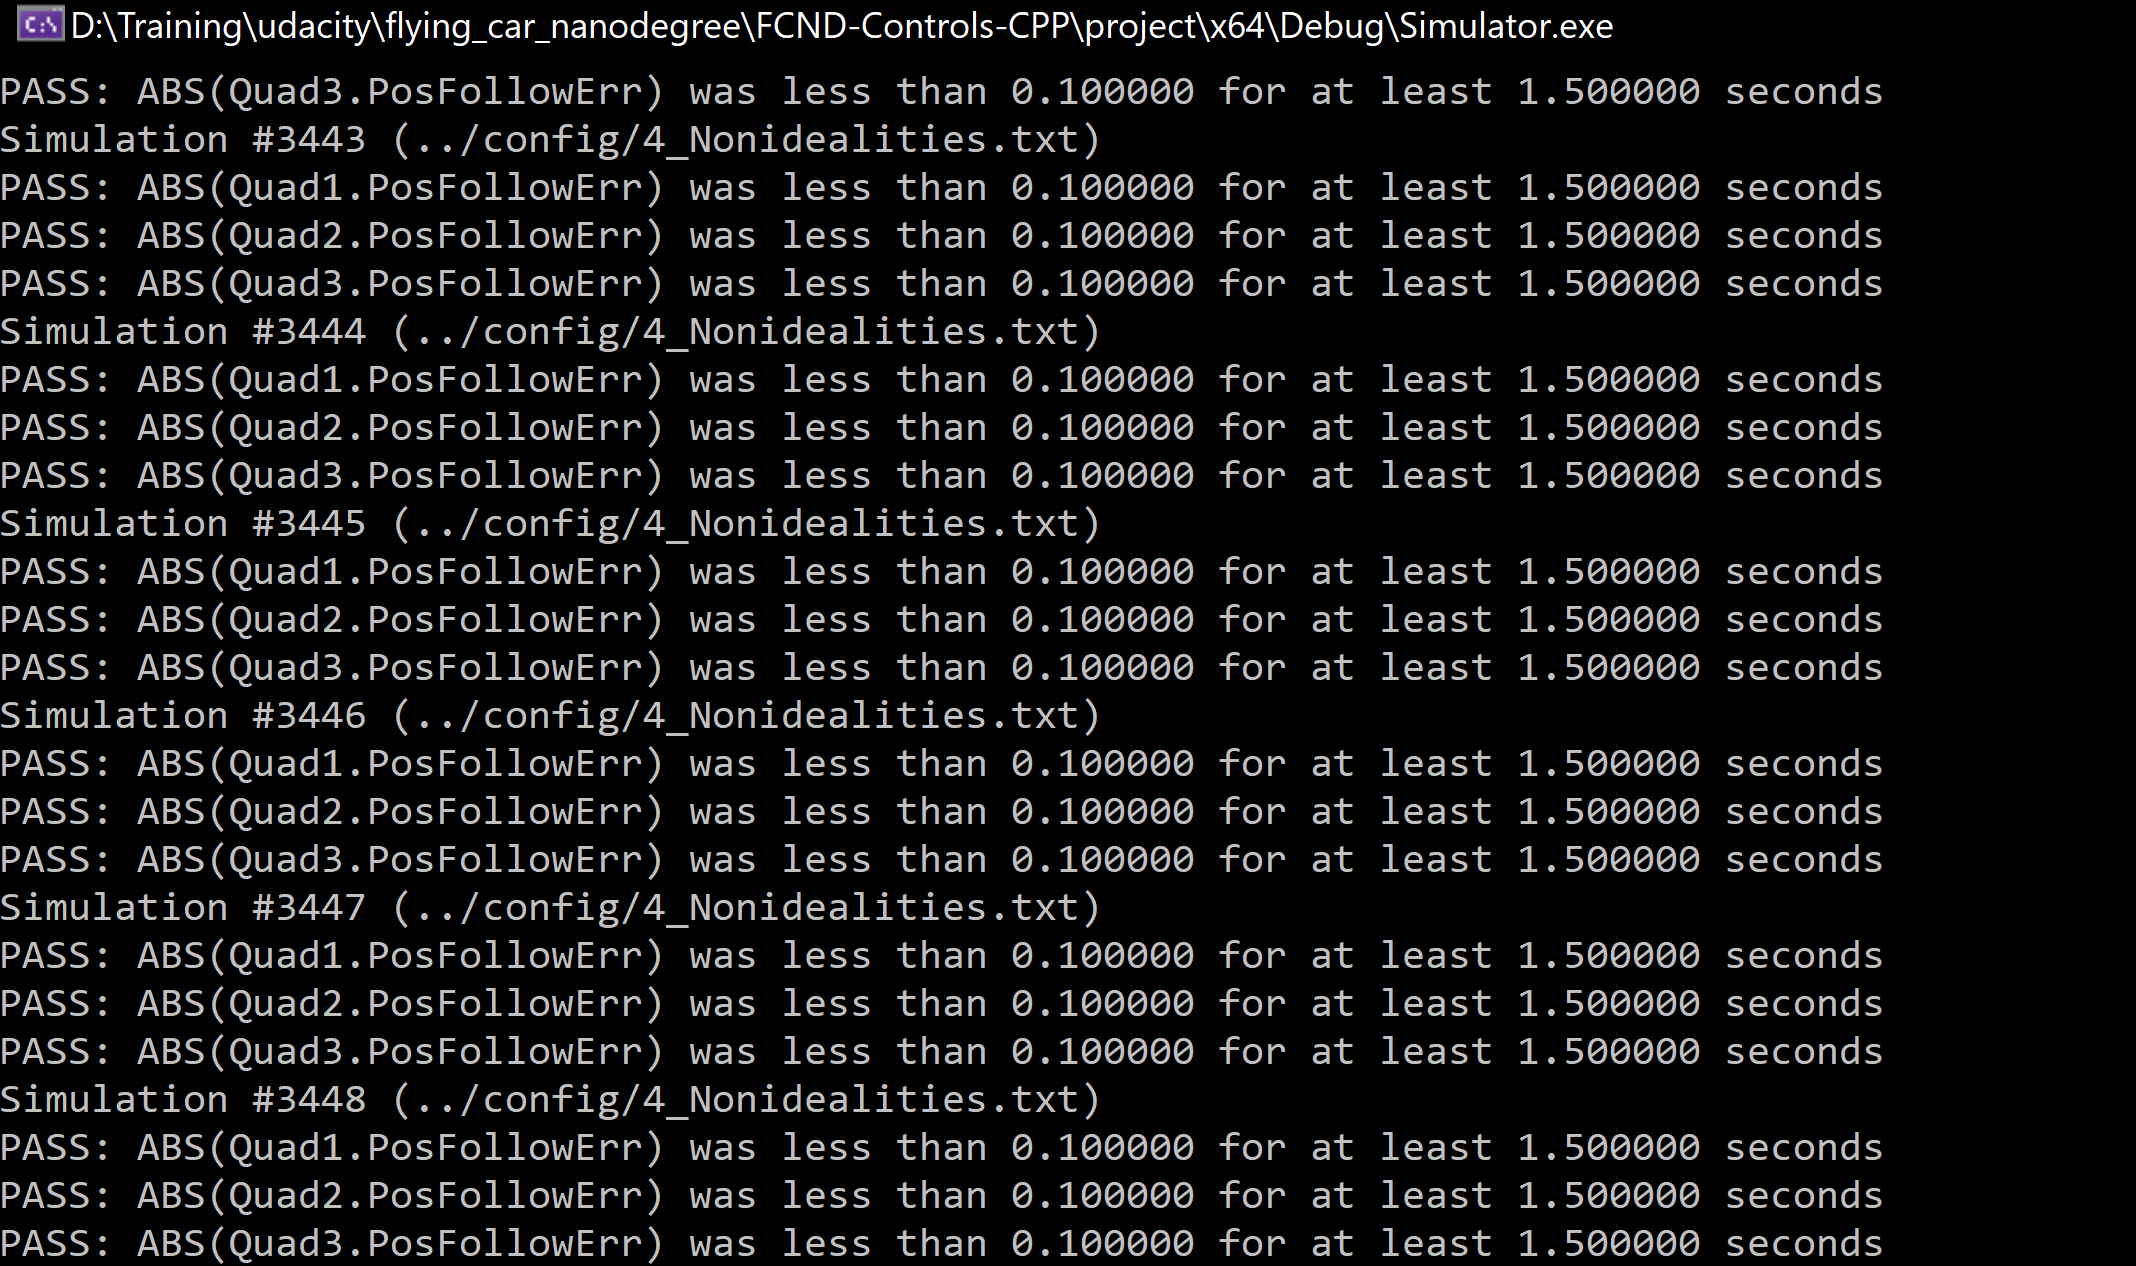 D:\Training\udacity\flying_car_nanodegree\FCND-Controls-CPP\project\x64\Debug\Simulator.exe
PASS: ABS(Quad3.PosFollowErr) was less than 0.100000 for at least 1.500000 seconds
Simulation #3443 (../config/4_Nonidealities.txt)
PASS: ABS(Quad1.PosFollowErr) was less than 0.100000 for at least 1.500000 seconds
PASS: ABS(Quad2.PosFollowErr) was less than 0.100000 for at least 1.500000 seconds
PASS: ABS(Quad3.PosFollowErr) was less than 0.100000 for at least 1.500000 seconds
Simulation #3444 (../config/4_Nonidealities.txt)
PASS: ABS(Quad1.PosFollowErr) was less than 0.100000 for at least 1.500000 seconds
PASS: ABS(Quad2.PosFollowErr) was less than 0.100000 for at least 1.500000 seconds
PASS: ABS(Quad3.PosFollowErr) was less than 0.100000 for at least 1.500000 seconds
Simulation #3445 (../config/4_Nonidealities.txt)
PASS: ABS(Quad1.PosFollowErr) was less than 0.100000 for at least 1.500000 seconds
PASS: ABS(Quad2.PosFollowErr) was less than 0.100000 for at least 1.500000 seconds
PASS: ABS(Quad3.PosFollowErr) was less than 0.100000 for at least 1.500000 seconds
Simulation #3446 (../config/4_Nonidealities.txt)
PASS: ABS(Quad1.PosFollowErr) was less than 0.100000 for at least 1.500000 seconds
PASS: ABS(Quad2.PosFollowErr) was less than 0.100000 for at least 1.500000 seconds
PASS: ABS(Quad3.PosFollowErr) was less than 0.100000 for at least 1.500000 seconds
Simulation #3447 (../config/4_Nonidealities.txt)
PASS: ABS(Quad1.PosFollowErr) was less than 0.100000 for at least 1.500000 seconds
PASS: ABS(Quad2.PosFollowErr) was less than 0.100000 for at least 1.500000 seconds
PASS: ABS(Quad3.PosFollowErr) was less than 0.100000 for at least 1.500000 seconds
Simulation #3448 (../config/4_Nonidealities.txt)
PASS: ABS(Quad1.PosFollowErr) was less than 0.100000 for at least 1.500000 seconds
PASS: ABS(Quad2.PosFollowErr) was less than 0.100000 for at least 1.500000 seconds
PASS: ABS(Quad3.PosFollowErr) was less than 0.100000 for at least 1.500000 seconds